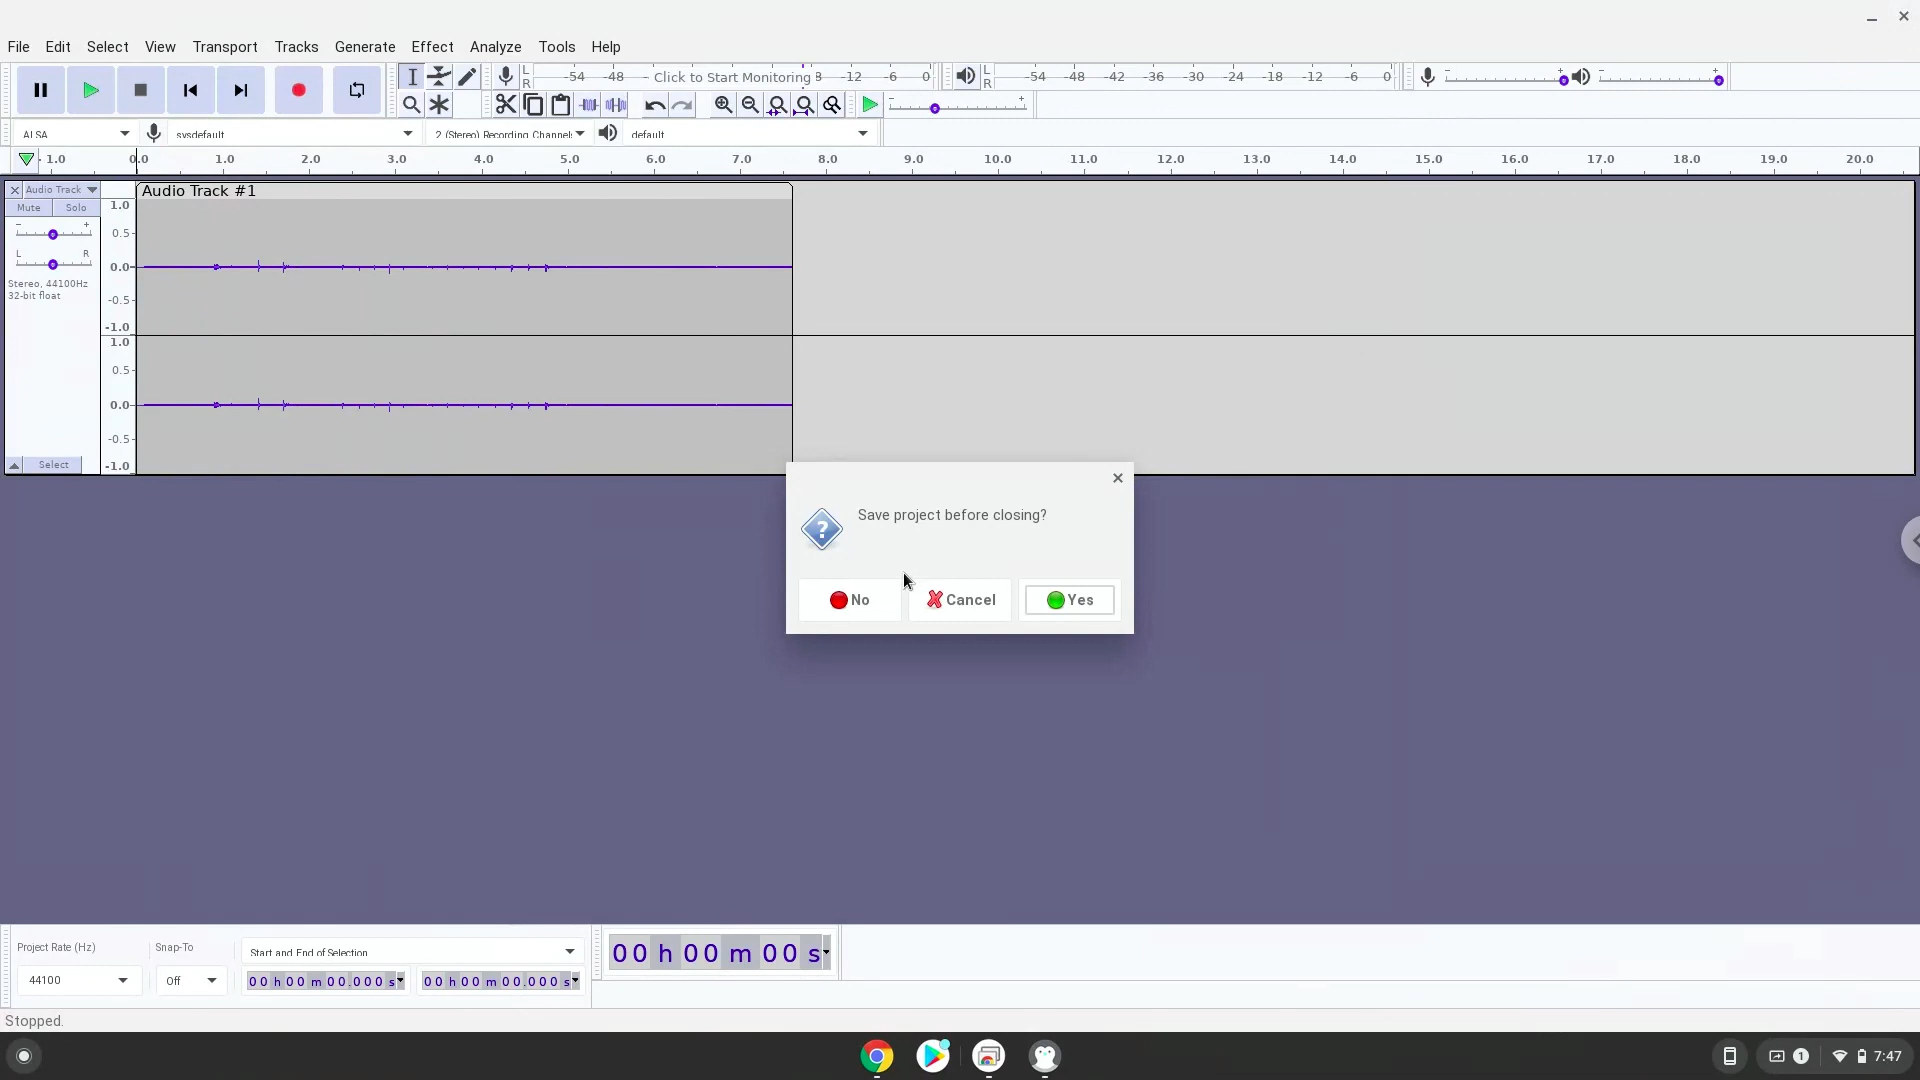 File Edit Select View Transport Tracks Generate Effect Analyze Tools Help
L R -54 -48 - Click to Start Monitoring 8 -12 -6 0 L R -54 -48 -42 -36 -30 -24 -18 -12 -6 0 - + - +
- +
ALSA sysdefault 2 (Stereo) Recording Channels default
- 1.0 0.0 1.0 2.0 3.0 4.0 5.0 6.0 7.0 8.0 9.0 10.0 11.0 12.0 13.0 14.0 15.0 16.0 17.0 18.0 19.0 20.0
Audio Track Audio Track #1
Mute Solo 1.0
- + 0.5
L R 0.0
Stereo, 44100Hz
32-bit float -0.5
-1.0
1.0
0.5
0.0
-0.5
Select -1.0
Save project before closing?
?
No Cancel Yes
Project Rate (Hz) Snap-To Start and End of Selection 00 h 00 m 00 s
44100 Off 00 h 00 m 00.000 s 00 h 00 m 00.000 s
Stopped.
1 7:47